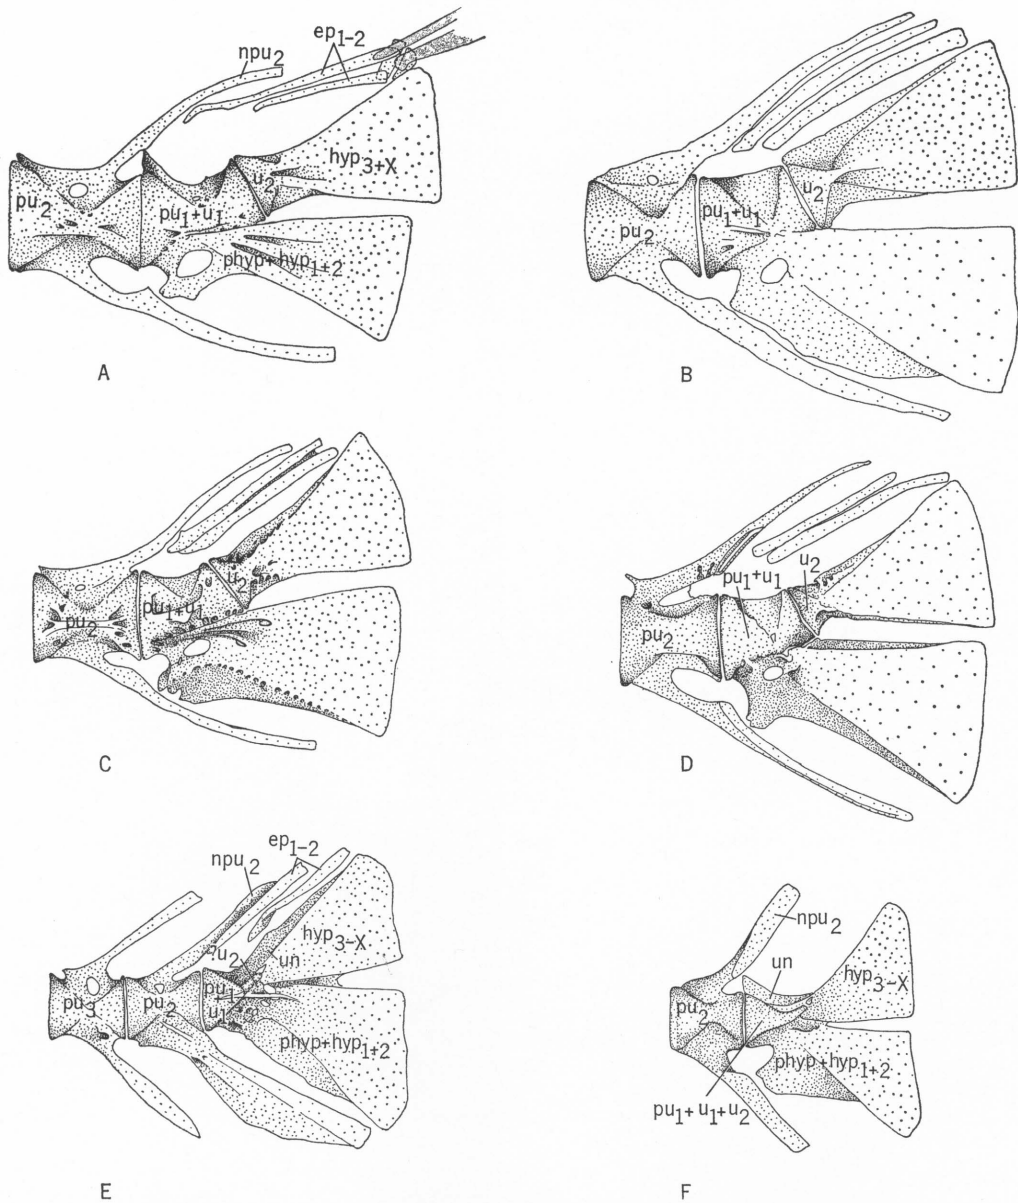 npu₂
ep₁₋₂
pu₂
pu₁+u₁
u₂
hyp₃+X
phyp+hyp₁₊₂
A
pu₂
pu₁+u₁
u₂
B
pu₂
pu₁+u₁
u₂
C
pu₂
pu₁+u₁
u₂
D
npu₂
ep₁₋₂
pu₃
pu₂
pu₁
u₁
u₂
un
hyp₃₋X
phyp+hyp₁₊₂
E
npu₂
un
pu₂
hyp₃₋X
phyp+hyp₁₊₂
pu₁+u₁+u₂
F